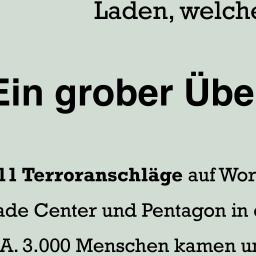 Laden, welche
Ein grober Übe
11 Terroranschläge auf Wor
ade Center und Pentagon in
A. 3.000 Menschen kamen u